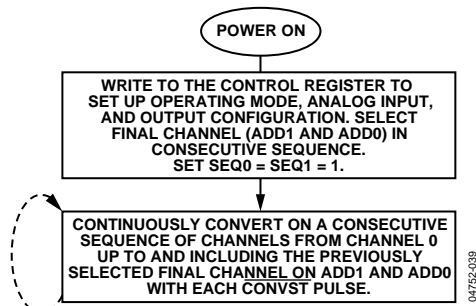 POWER ON
WRITE TO THE CONTROL REGISTER TO
SET UP OPERATING MODE, ANALOG INPUT,
AND OUTPUT CONFIGURATION. SELECT
FINAL CHANNEL (ADD1 AND ADD0) IN
CONSECUTIVE SEQUENCE.
SET SEQ0 = SEQ1 = 1.
CONTINUOUSLY CONVERT ON A CONSECUTIVE
SEQUENCE OF CHANNELS FROM CHANNEL 0
UP TO AND INCLUDING THE PREVIOUSLY
SELECTED FINAL CHANNEL ON ADD1 AND ADD0
WITH EACH CONVST PULSE.
04752-039